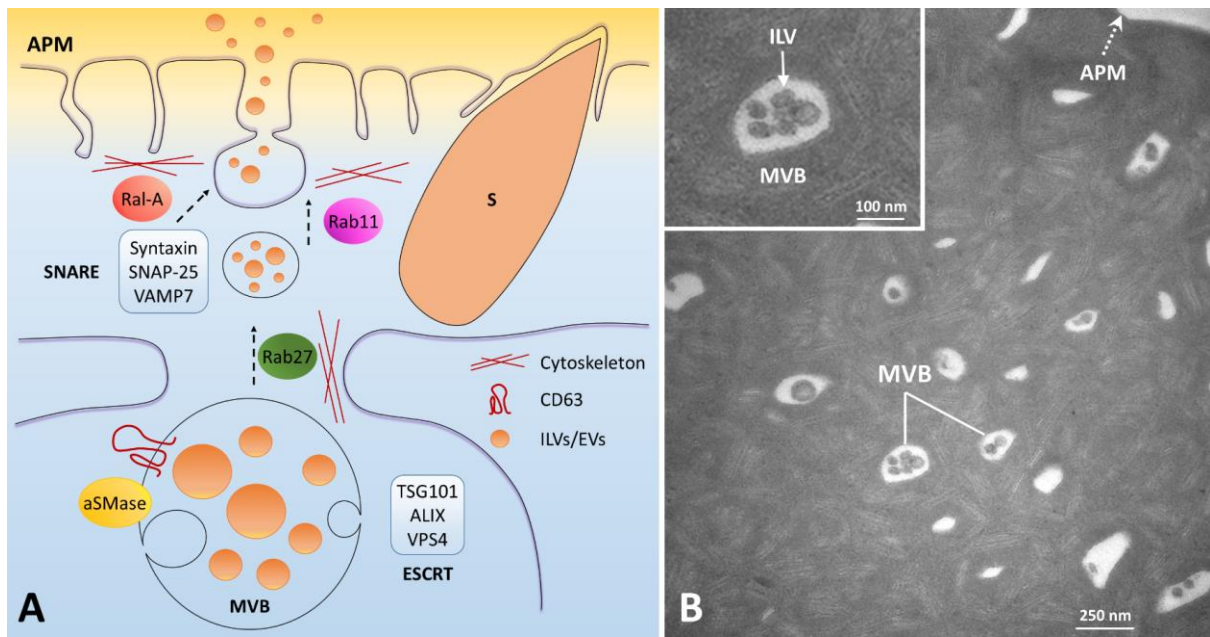 APM
Ral-A
Rab11
S
SNARE
Syntaxin
SNAP-25
VAMP7
Rab27
Cytoskeleton
CD63
ILVs/EVs
aSMase
TSG101
ALIX
VPS4
ESCRT
MVB
A
ILV
MVB
100 nm
APM
MVB
250 nm
B